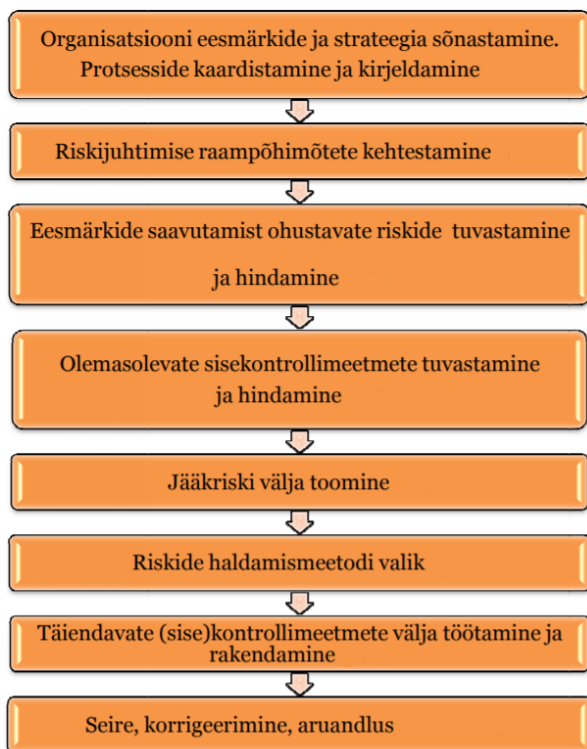 Organisatsiooni eesmärkide ja strateegia sõnastamine.
Protsesside kaardistamine ja kirjeldamine
Riskijuhtimise raampõhimõtete kehtestamine
Eesmärkide saavutamist ohustavate riskide tuvastamine
ja hindamine
Olemasolevate sisekontrollimeetmete tuvastamine
ja hindamine
Jääkriski välja toomine
Riskide haldamismeetodi valik
Täiendavate (sise)kontrollimeetmete välja töötamine ja
rakendamine
Seire, korrigeerimine, aruandlus